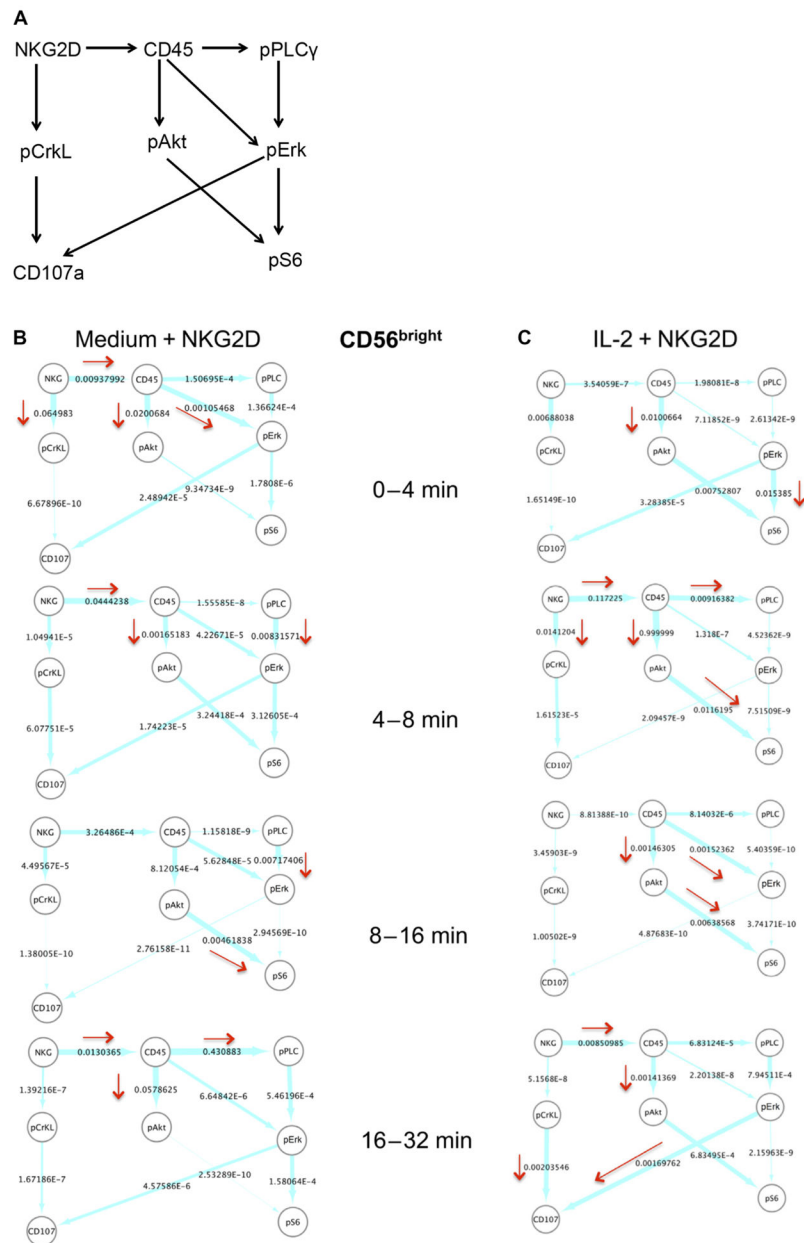 A
NKG2D CD45 pPLCγ
pCrkL pAkt pErk
CD107a pS6
B Medium + NKG2D CD56bright C IL-2 + NKG2D
0–4 min
NKG 0.00937992 CD45 1.50695E-4 pPLC
0.064983 0.0200684 0.00105468 1.36624E-4
pCrKL pAkt pErk
6.67896E-10 2.48942E-5 9.34734E-9 1.7808E-6
CD107 pS6
NKG 3.54059E-7 CD45 1.98081E-8 pPLC
0.00688038 0.0100664 7.11852E-9 2.61342E-9
pCrKL pAkt pErk
1.65149E-10 3.28385E-5 0.00752807 0.015385
CD107 pS6
4–8 min
NKG 0.0444238 CD45 1.55585E-8 pPLC
1.04941E-5 0.00165183 4.22671E-5 0.00831571
pCrKL pAkt pErk
6.07751E-5 1.74223E-5 3.24418E-4 3.12605E-4
CD107 pS6
NKG 0.117225 CD45 0.00916382 pPLC
0.0141204 0.999999 1.318E-7 4.52362E-9
pCrKL pAkt pErk
1.61523E-5 2.09457E-9 0.0116195 7.51509E-9
CD107 pS6
8–16 min
NKG 3.26486E-4 CD45 1.15818E-9 pPLC
4.49567E-5 8.12054E-4 5.62848E-5 0.00717406
pCrKL pAkt pErk
1.38005E-10 2.76158E-11 0.00461838 2.94569E-10
CD107 pS6
NKG 8.81388E-10 CD45 8.14032E-6 pPLC
3.45903E-9 0.00146305 0.00152362 5.40359E-10
pCrKL pAkt pErk
1.00502E-9 4.87683E-10 0.00638568 3.74171E-10
CD107 pS6
16–32 min
NKG 0.0130365 CD45 0.430883 pPLC
1.39216E-7 0.0578625 6.64842E-6 5.46196E-4
pCrKL pAkt pErk
1.67186E-7 4.57586E-6 2.53289E-10 1.58064E-4
CD107 pS6
NKG 0.00850985 CD45 6.83124E-5 pPLC
5.1568E-8 0.00141369 2.20138E-8 7.94511E-4
pCrKL pAkt pErk
0.00203546 0.00169762 6.83495E-4 2.15963E-9
CD107 pS6